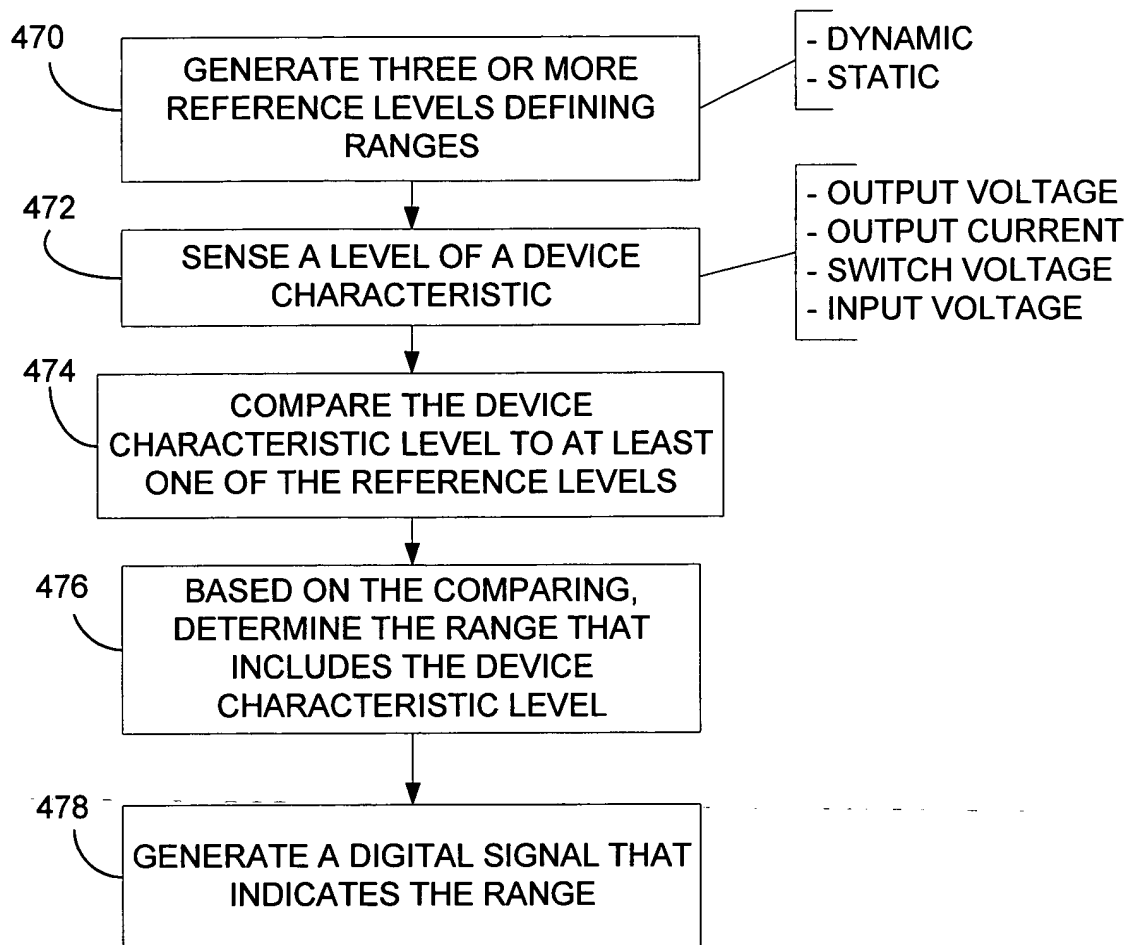 470
GENERATE THREE OR MORE
REFERENCE LEVELS DEFINING
RANGES
- DYNAMIC
- STATIC
472
SENSE A LEVEL OF A DEVICE
CHARACTERISTIC
- OUTPUT VOLTAGE
- OUTPUT CURRENT
- SWITCH VOLTAGE
- INPUT VOLTAGE
474
COMPARE THE DEVICE
CHARACTERISTIC LEVEL TO AT LEAST
ONE OF THE REFERENCE LEVELS
476
BASED ON THE COMPARING,
DETERMINE THE RANGE THAT
INCLUDES THE DEVICE
CHARACTERISTIC LEVEL
478
GENERATE A DIGITAL SIGNAL THAT
INDICATES THE RANGE